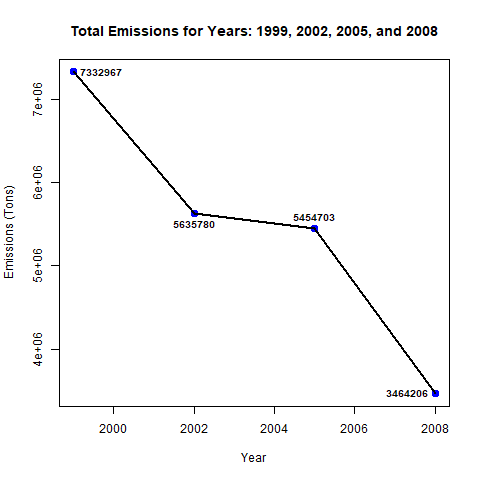 Total Emissions for Years: 1999, 2002, 2005, and 2008
7332967
7e+06
6e+06
5454703
5635780
Emissions (Tons)
5e+06
4e+06
3464206
2000 2002 2004 2006 2008
Year